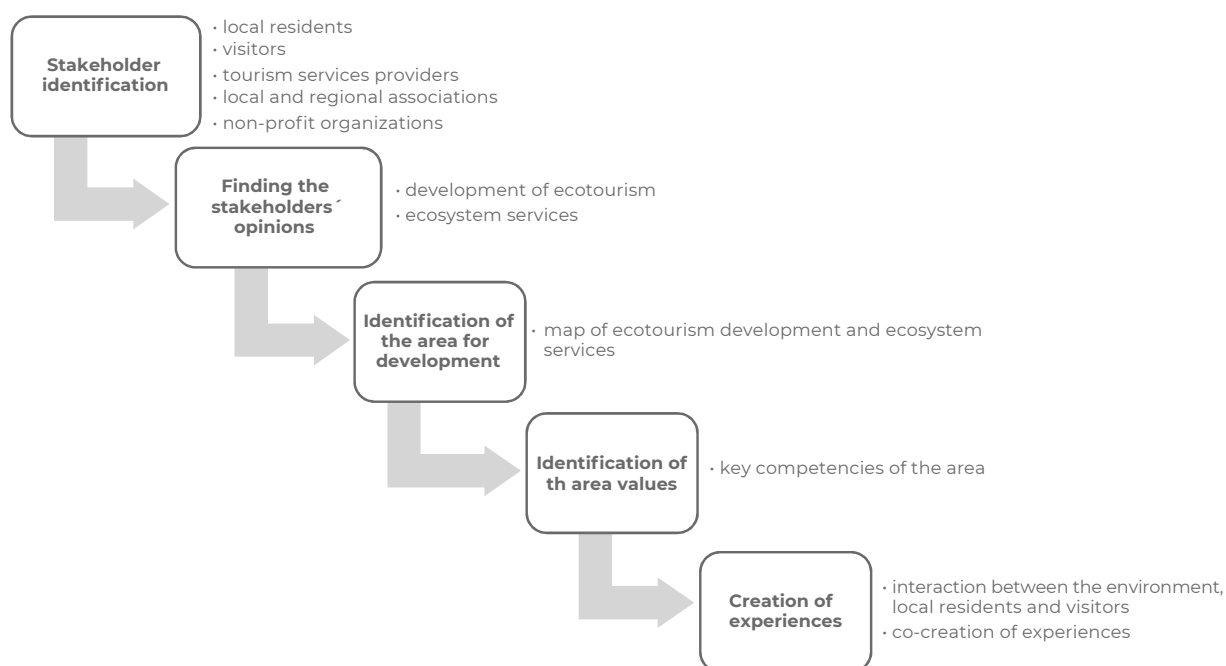 Stakeholder
identification
· local residents
· visitors
· tourism services providers
· local and regional associations
· non-profit organizations
Finding the
stakeholders´
opinions
· development of ecotourism
· ecosystem services
Identification of
the area for
development
· map of ecotourism development and ecosystem
services
Identification of
th area values
· key competencies of the area
Creation of
experiences
· interaction between the environment,
local residents and visitors
· co-creation of experiences